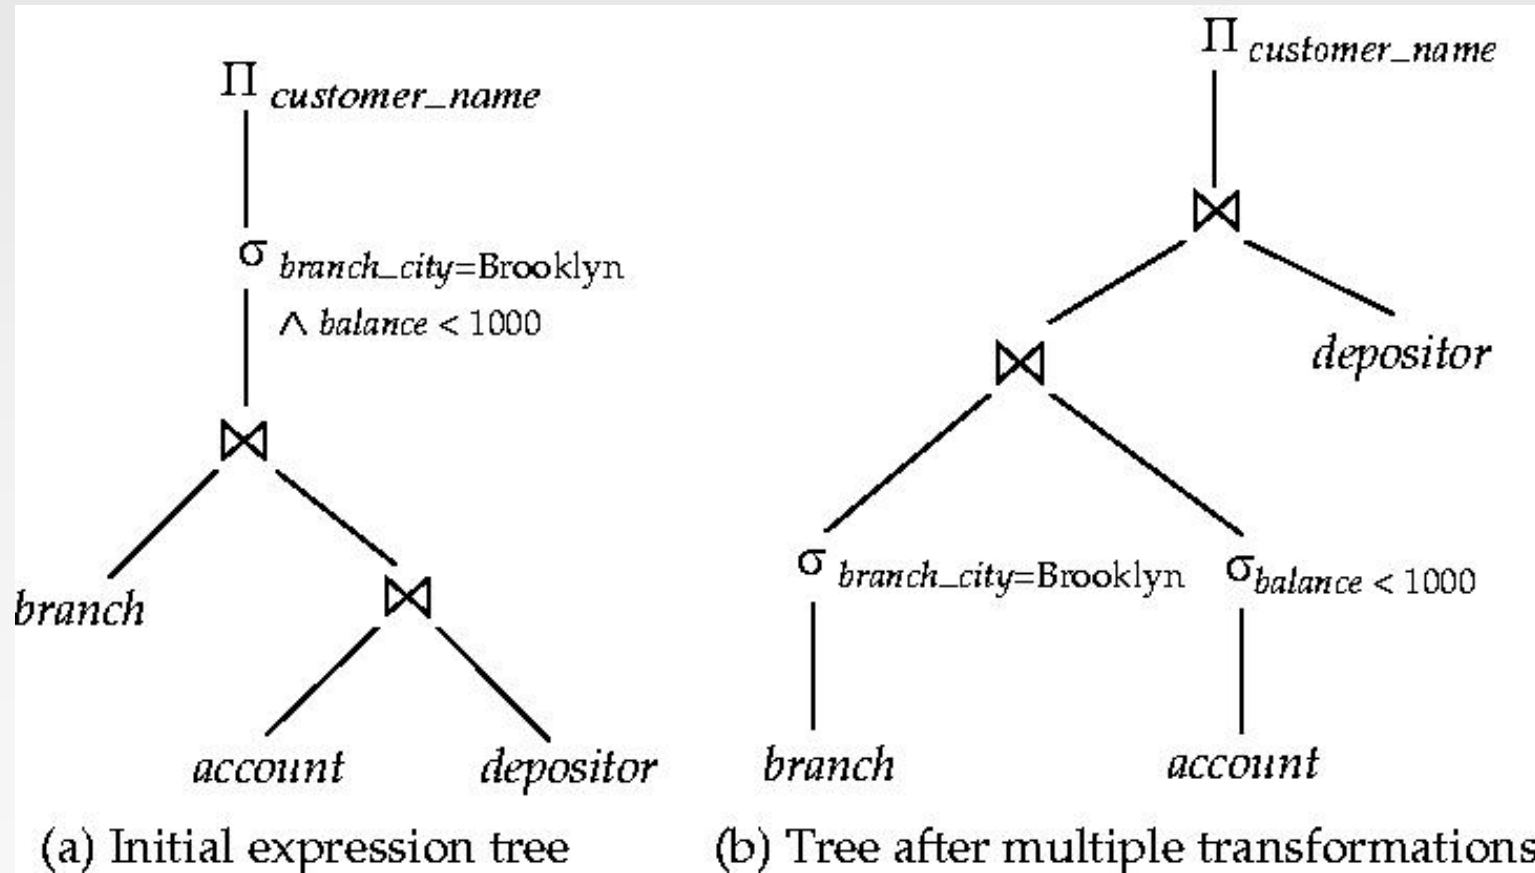 Π customer_name
σ branch_city=Brooklyn
∧ balance < 1000
⋈
branch
⋈
account depositor
(a) Initial expression tree
Π customer_name
⋈
depositor
⋈
σ branch_city=Brooklyn σ balance < 1000
branch account
(b) Tree after multiple transformations